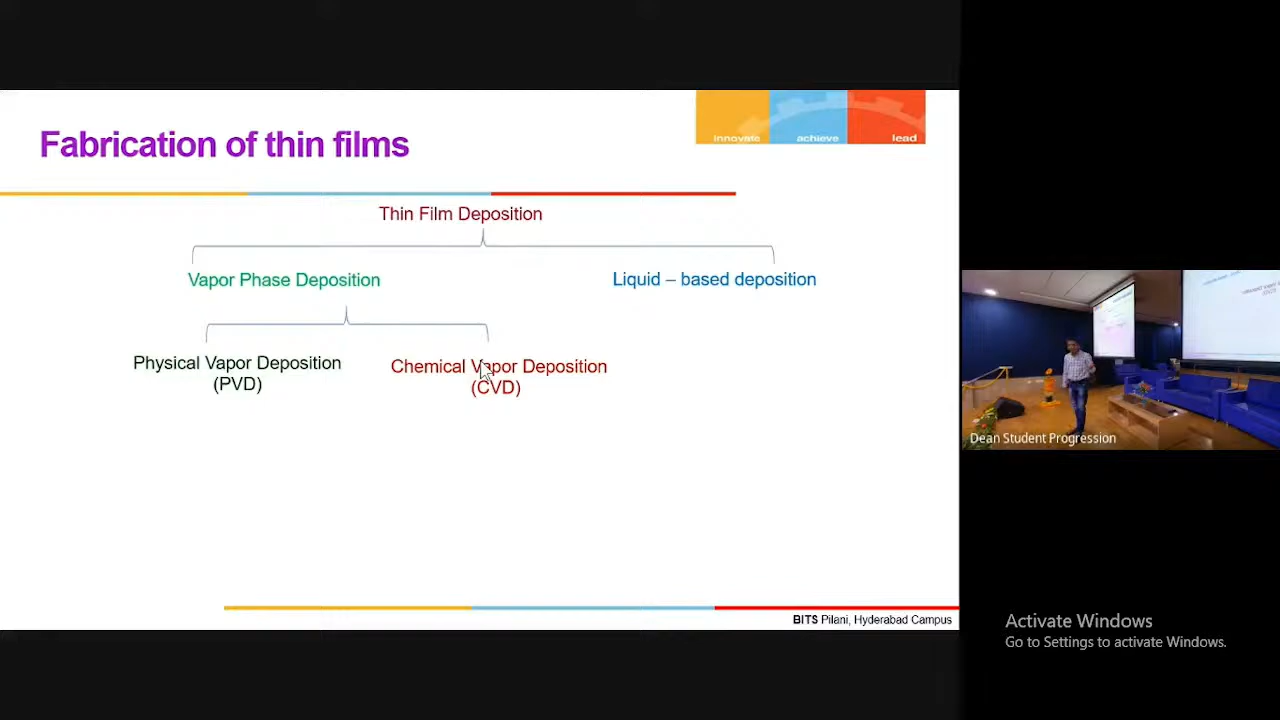 innovate achieve lead
Fabrication of thin films
Thin Film Deposition
Vapor Phase Deposition
Liquid – based deposition
Physical Vapor Deposition
(PVD)
Chemical Vapor Deposition
(CVD)
BITS Pilani, Hyderabad Campus
Dean Student Progression
Activate Windows
Go to Settings to activate Windows.